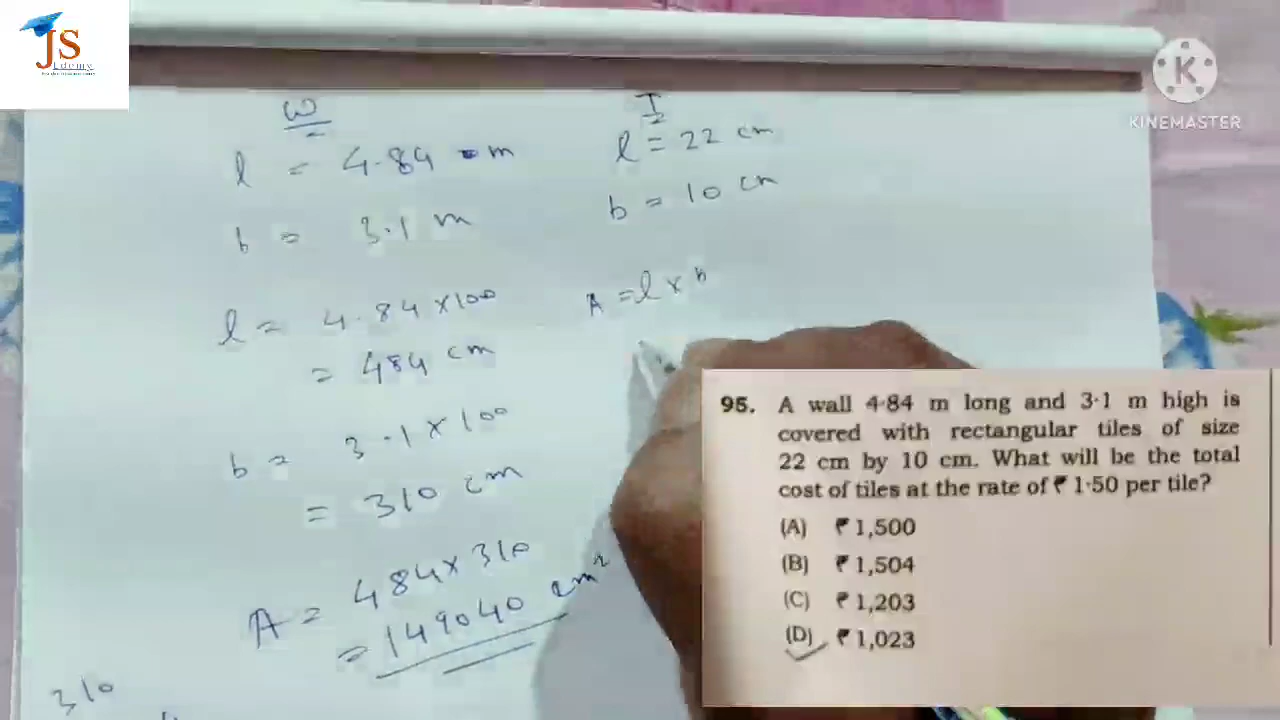 JS
Edemy
KINEMASTER
W
l = 4.84 m
b = 3.1 m
l = 4.84 x 100
= 484 cm
b = 3.1 x 100
= 310 cm
A = 484 x 310
= 149040 cm²
310
T
l = 22 cm
b = 10 cm
A = l x b
95. A wall 4·84 m long and 3·1 m high is
covered with rectangular tiles of size
22 cm by 10 cm. What will be the total
cost of tiles at the rate of ₹ 1·50 per tile?
(A) ₹ 1,500
(B) ₹ 1,504
(C) ₹ 1,203
(D) ₹ 1,023